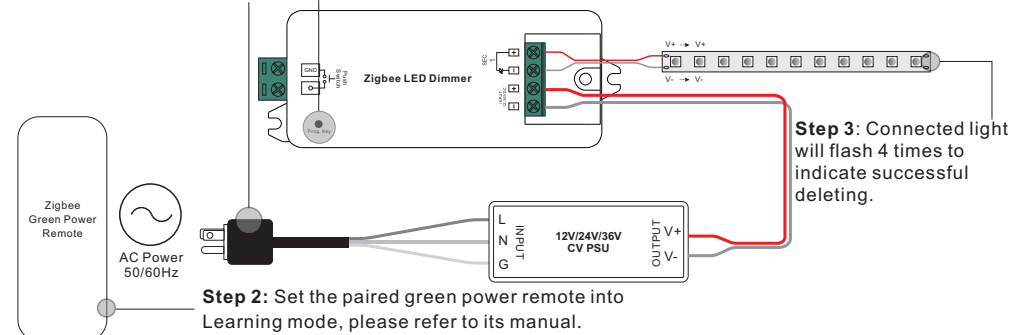 V+ → V+
SEC
1
+
−
GND
Push
Switch
Zigbee LED Dimmer
+
−
V- → V-
Prog. Key
Step 3: Connected light
will flash 4 times to
indicate successful
deleting.
Zigbee
Green Power
Remote
AC Power
50/60Hz
L
N
G
INPUT
12V/24V/36V
CV PSU
OUTPUT
V+
V-
Step 2: Set the paired green power remote into
Learning mode, please refer to its manual.